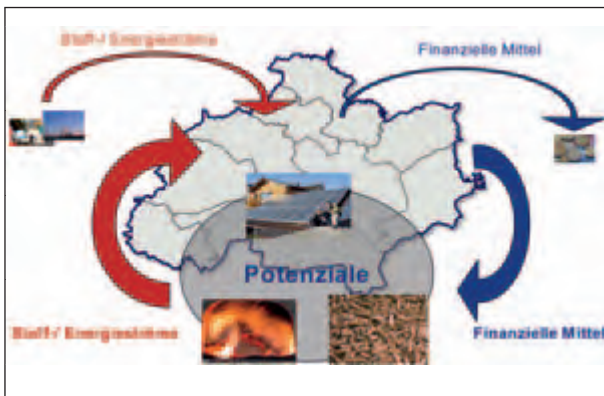 Stoff-/ Energieströme
Finanzielle Mittel
Potenziale
Stoff-/ Energieströme
Finanzielle Mittel